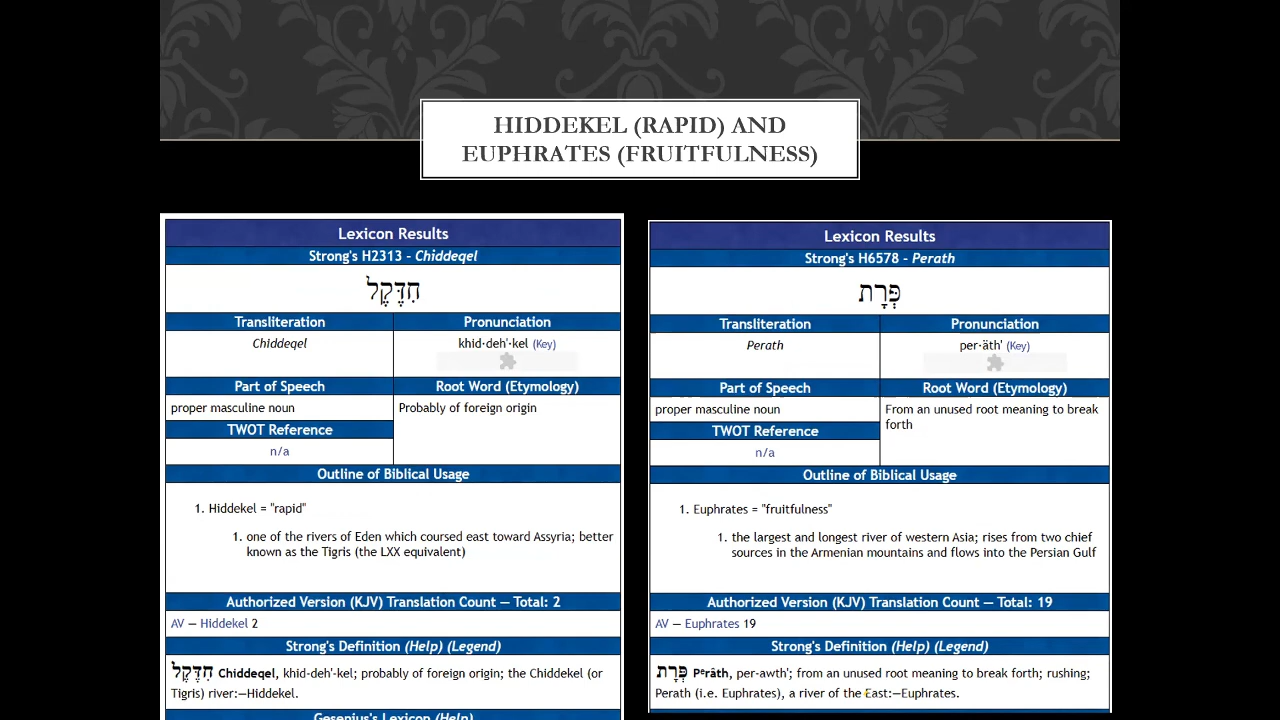 HIDDEKEL (RAPID) AND
EUPHRATES (FRUITFULNESS)
Lexicon Results
Strong's H2313 - Chiddeqel
חִדֶּקֶל
Transliteration
Pronunciation
Chiddeqel
khid·deh'·kel (Key)
Part of Speech
Root Word (Etymology)
proper masculine noun
Probably of foreign origin
TWOT Reference
n/a
Outline of Biblical Usage
1. Hiddekel = "rapid"
1. one of the rivers of Eden which coursed east toward Assyria; better
known as the Tigris (the LXX equivalent)
Authorized Version (KJV) Translation Count — Total: 2
AV — Hiddekel 2
Strong's Definition (Help) (Legend)
חִדֶּקֶל Chiddeqel, khid-deh'-kel; probably of foreign origin; the Chiddekel (or
Tigris) river:—Hiddekel.
Gesenius's Lexicon (Help)
Lexicon Results
Strong's H6578 - Perath
פְּרָת
Transliteration
Pronunciation
Perath
per·äth' (Key)
Part of Speech
Root Word (Etymology)
proper masculine noun
From an unused root meaning to break
forth
TWOT Reference
n/a
Outline of Biblical Usage
1. Euphrates = "fruitfulness"
1. the largest and longest river of western Asia; rises from two chief
sources in the Armenian mountains and flows into the Persian Gulf
Authorized Version (KJV) Translation Count — Total: 19
AV — Euphrates 19
Strong's Definition (Help) (Legend)
פְּרָת Pᵉrâth, per-awth'; from an unused root meaning to break forth; rushing;
Perath (i.e. Euphrates), a river of the East:—Euphrates.